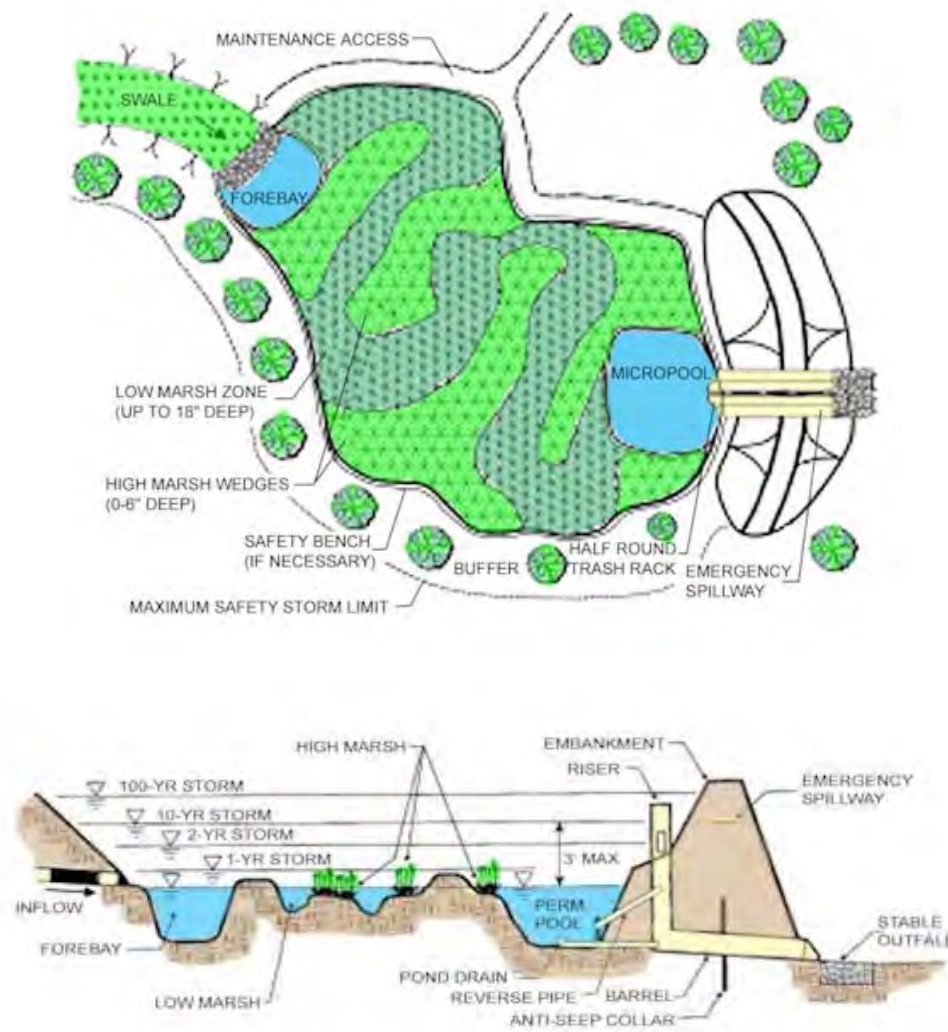 MAINTENANCE ACCESS
SWALE
FOREBAY
MICROPOOL
LOW MARSH ZONE
(UP TO 18" DEEP)
HIGH MARSH WEDGES
(0-6" DEEP)
SAFETY BENCH
(IF NECESSARY)
BUFFER
HALF ROUND
TRASH RACK
EMERGENCY
SPILLWAY
MAXIMUM SAFETY STORM LIMIT
HIGH MARSH
EMBANKMENT
RISER
EMERGENCY
SPILLWAY
100-YR STORM
10-YR STORM
2-YR STORM
1-YR STORM
3' MAX
INFLOW
PERM.
POOL
FOREBAY
STABLE
OUTFALL
LOW MARSH
POND DRAIN
REVERSE PIPE
BARREL
ANTI-SEEP COLLAR